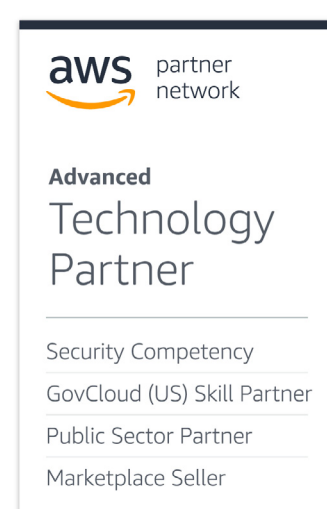 aws partner
network
Advanced
Technology
Partner
Security Competency
GovCloud (US) Skill Partner
Public Sector Partner
Marketplace Seller